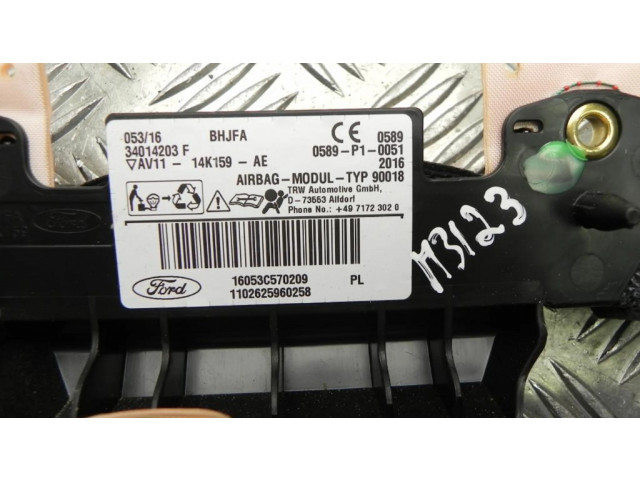 053/16 BHJFA 0589
34014203 F 0589-P1-0051
▽AV11 - 14K159 - AE 2016
AIRBAG-MODUL-TYP 90018
TRW Automotive GmbH,
D-73553 Alfdorf
Phone No.: +49 7172 302 0
Ford
16053C570209 PL
1102625960258
M3123